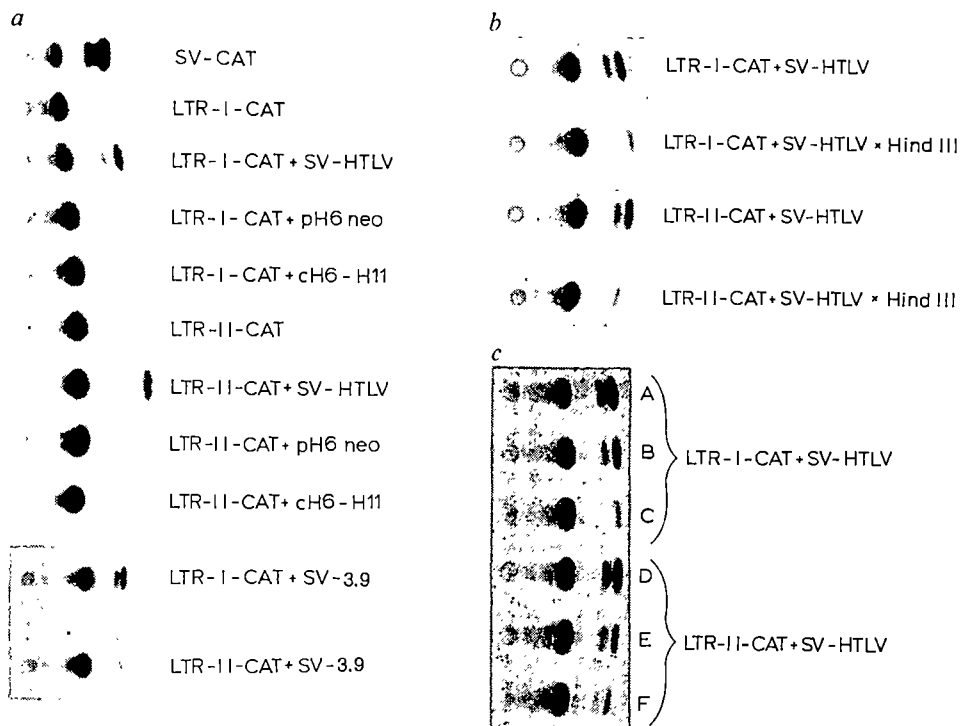 a
SV-CAT
LTR-I-CAT
LTR-I-CAT+SV-HTLV
LTR-I-CAT+pH6 neo
LTR-I-CAT+cH6-H11
LTR-II-CAT
LTR-II-CAT+SV-HTLV
LTR-II-CAT+pH6 neo
LTR-II-CAT+cH6-H11
LTR-I-CAT+SV-3.9
LTR-II-CAT+SV-3.9
b
LTR-I-CAT+SV-HTLV
LTR-I-CAT+SV-HTLV × Hind III
LTR-II-CAT+SV-HTLV
LTR-II-CAT+SV-HTLV × Hind III
c
A
B
C
LTR-I-CAT+SV-HTLV
D
E
F
LTR-II-CAT+SV-HTLV